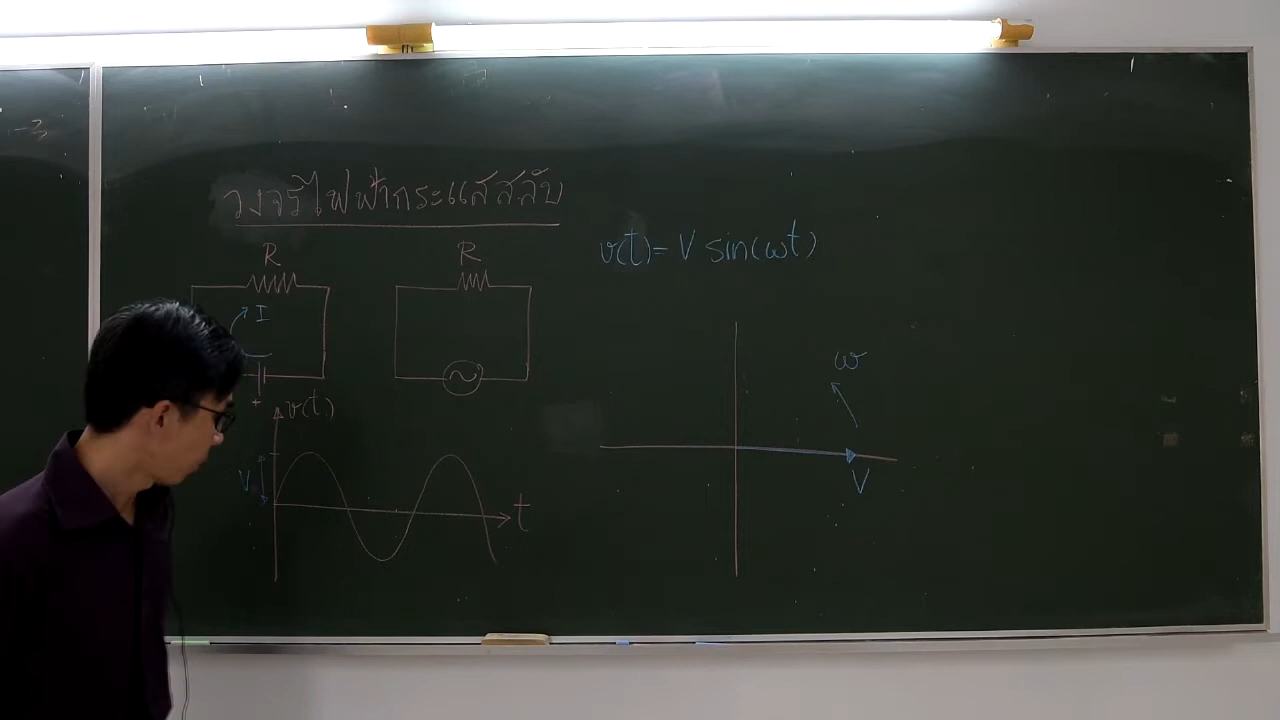 วงจรไฟฟ้ากระแสสลับ
R
R
v(t) = V sin(ωt)
I
+
v(t)
ω
V
V
t